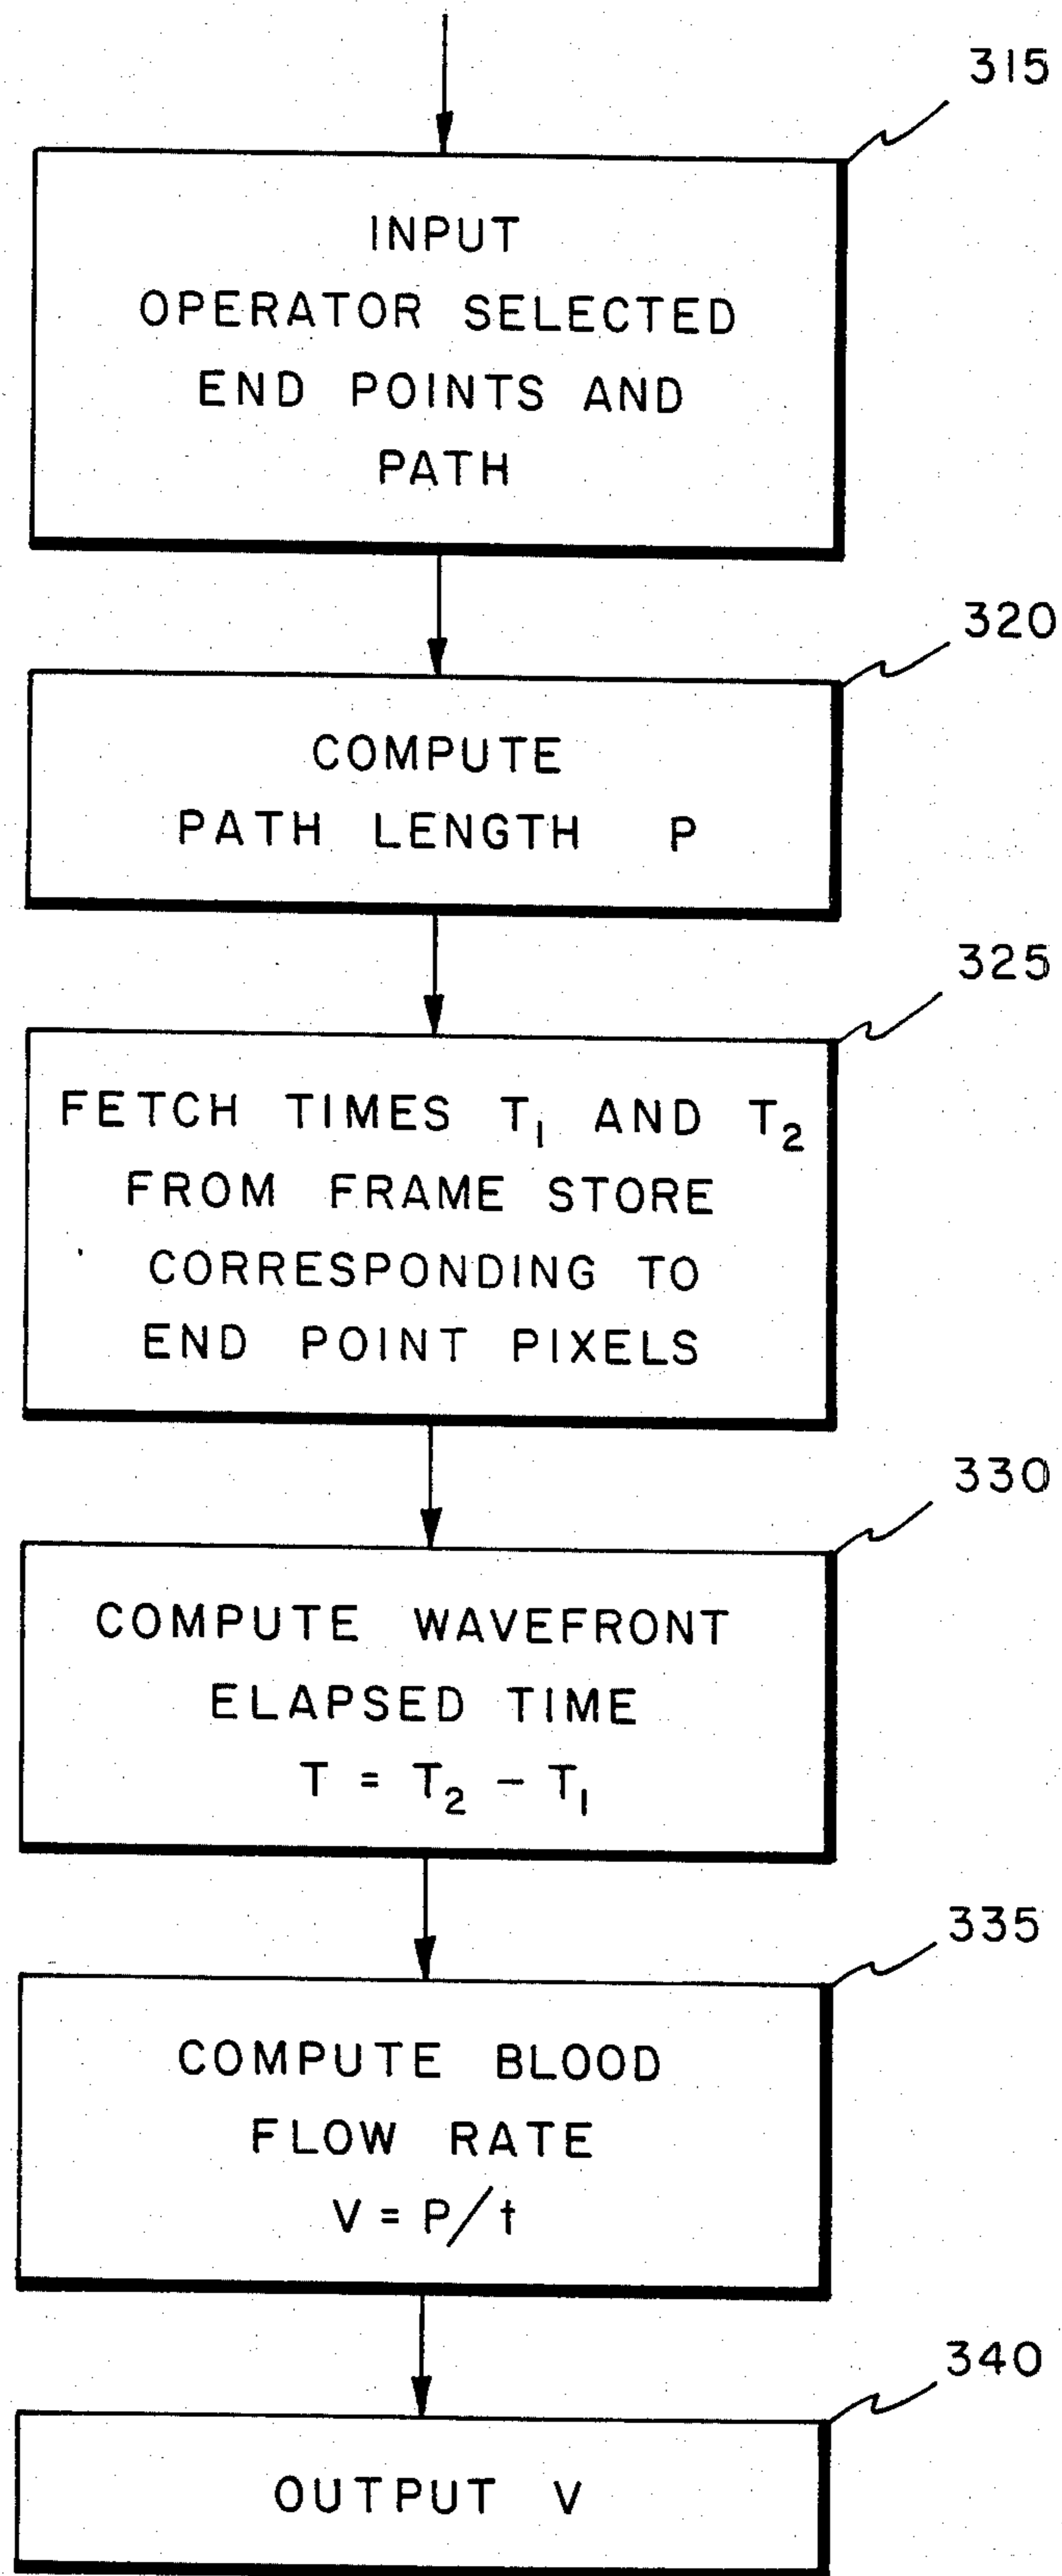 315
INPUT
OPERATOR SELECTED
END POINTS AND
PATH
320
COMPUTE
PATH LENGTH P
325
FETCH TIMES T₁ AND T₂
FROM FRAME STORE
CORRESPONDING TO
END POINT PIXELS
330
COMPUTE WAVEFRONT
ELAPSED TIME
T = T₂ − T₁
335
COMPUTE BLOOD
FLOW RATE
V = P/t
340
OUTPUT V